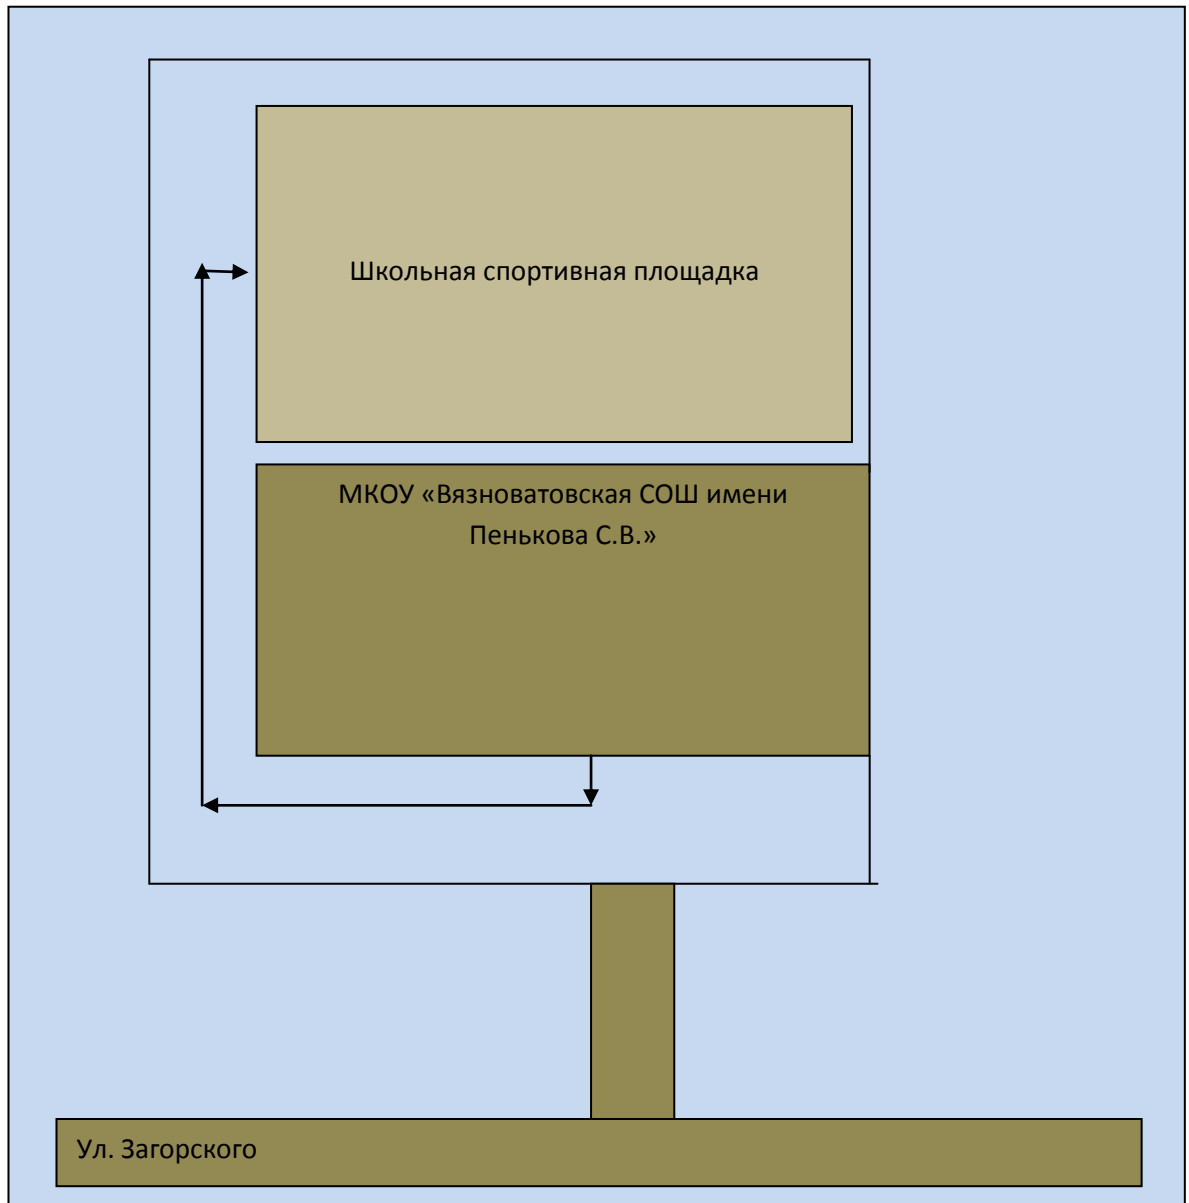 Школьная спортивная площадка
МКОУ «Вязноватовская СОШ имени
Пенькова С.В.»
Ул. Загорского